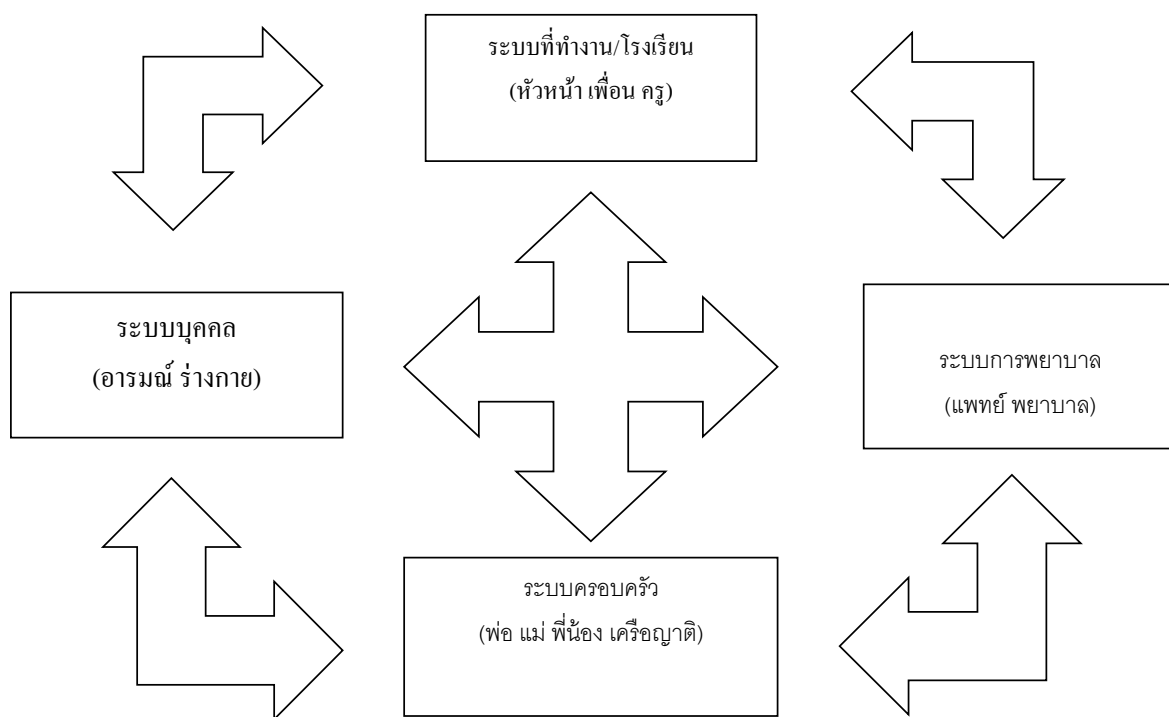 ระบบที่ทำงาน/โรงเรียน
(หัวหน้า เพื่อน ครู)
ระบบบุคคล
(อารมณ์ ร่างกาย)
ระบบการพยาบาล
(แพทย์ พยาบาล)
ระบบครอบครัว
(พ่อ แม่ พี่น้อง เครือญาติ)